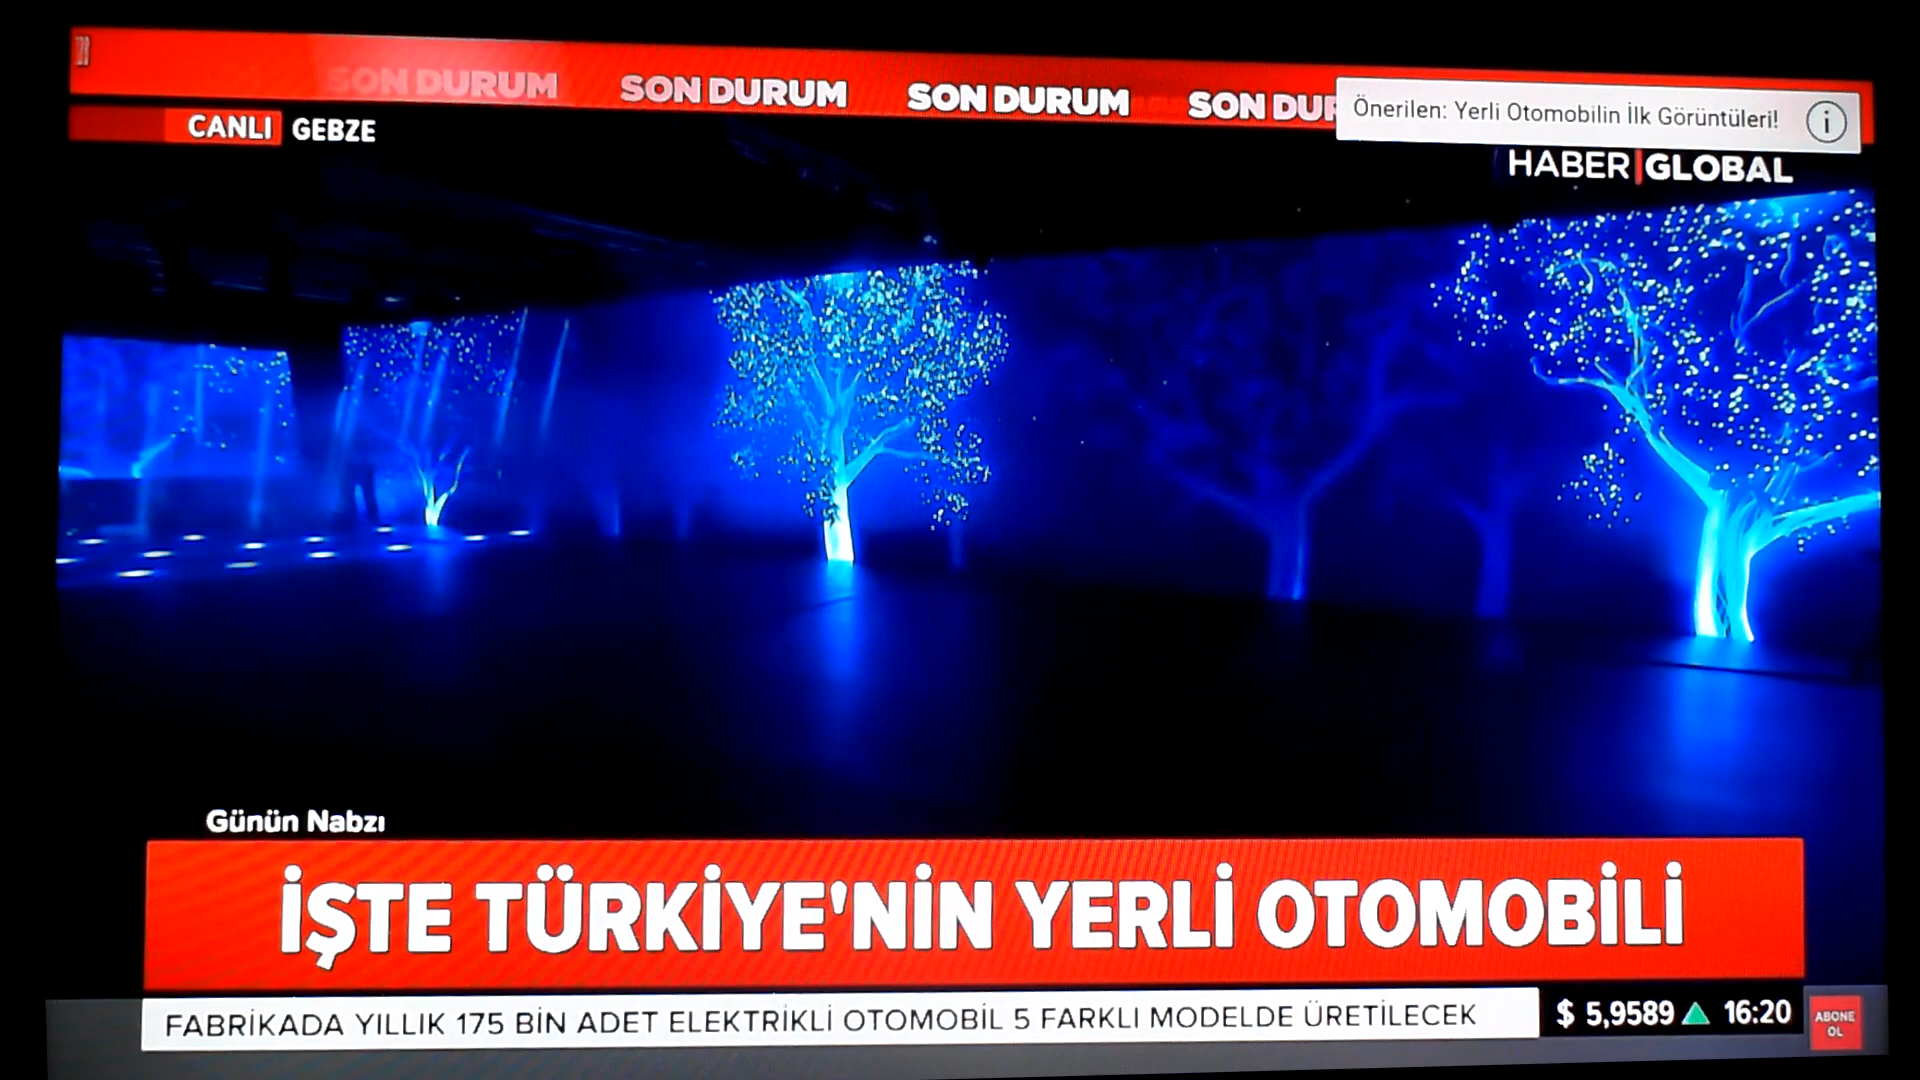 SON DURUM SON DURUM SON DURUM SON DUR
Önerilen: Yerli Otomobilin İlk Görüntüleri!
CANLI GEBZE
HABER GLOBAL
Günün Nabzı
İŞTE TÜRKİYE'NİN YERLİ OTOMOBİLİ
FABRİKADA YILLIK 175 BİN ADET ELEKTRİKLİ OTOMOBİL 5 FARKLI MODELDE ÜRETİLECEK
$ 5,9589 16:20
ABONE
OL